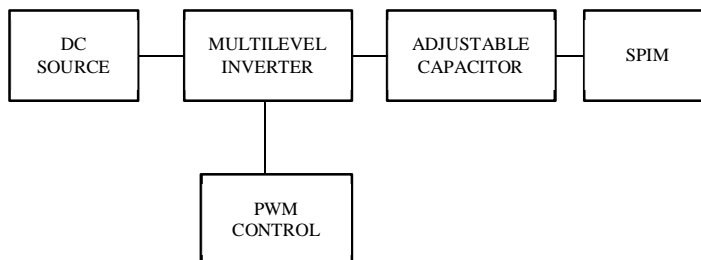 DC
SOURCE
MULTILEVEL
INVERTER
ADJUSTABLE
CAPACITOR
SPIM
PWM
CONTROL